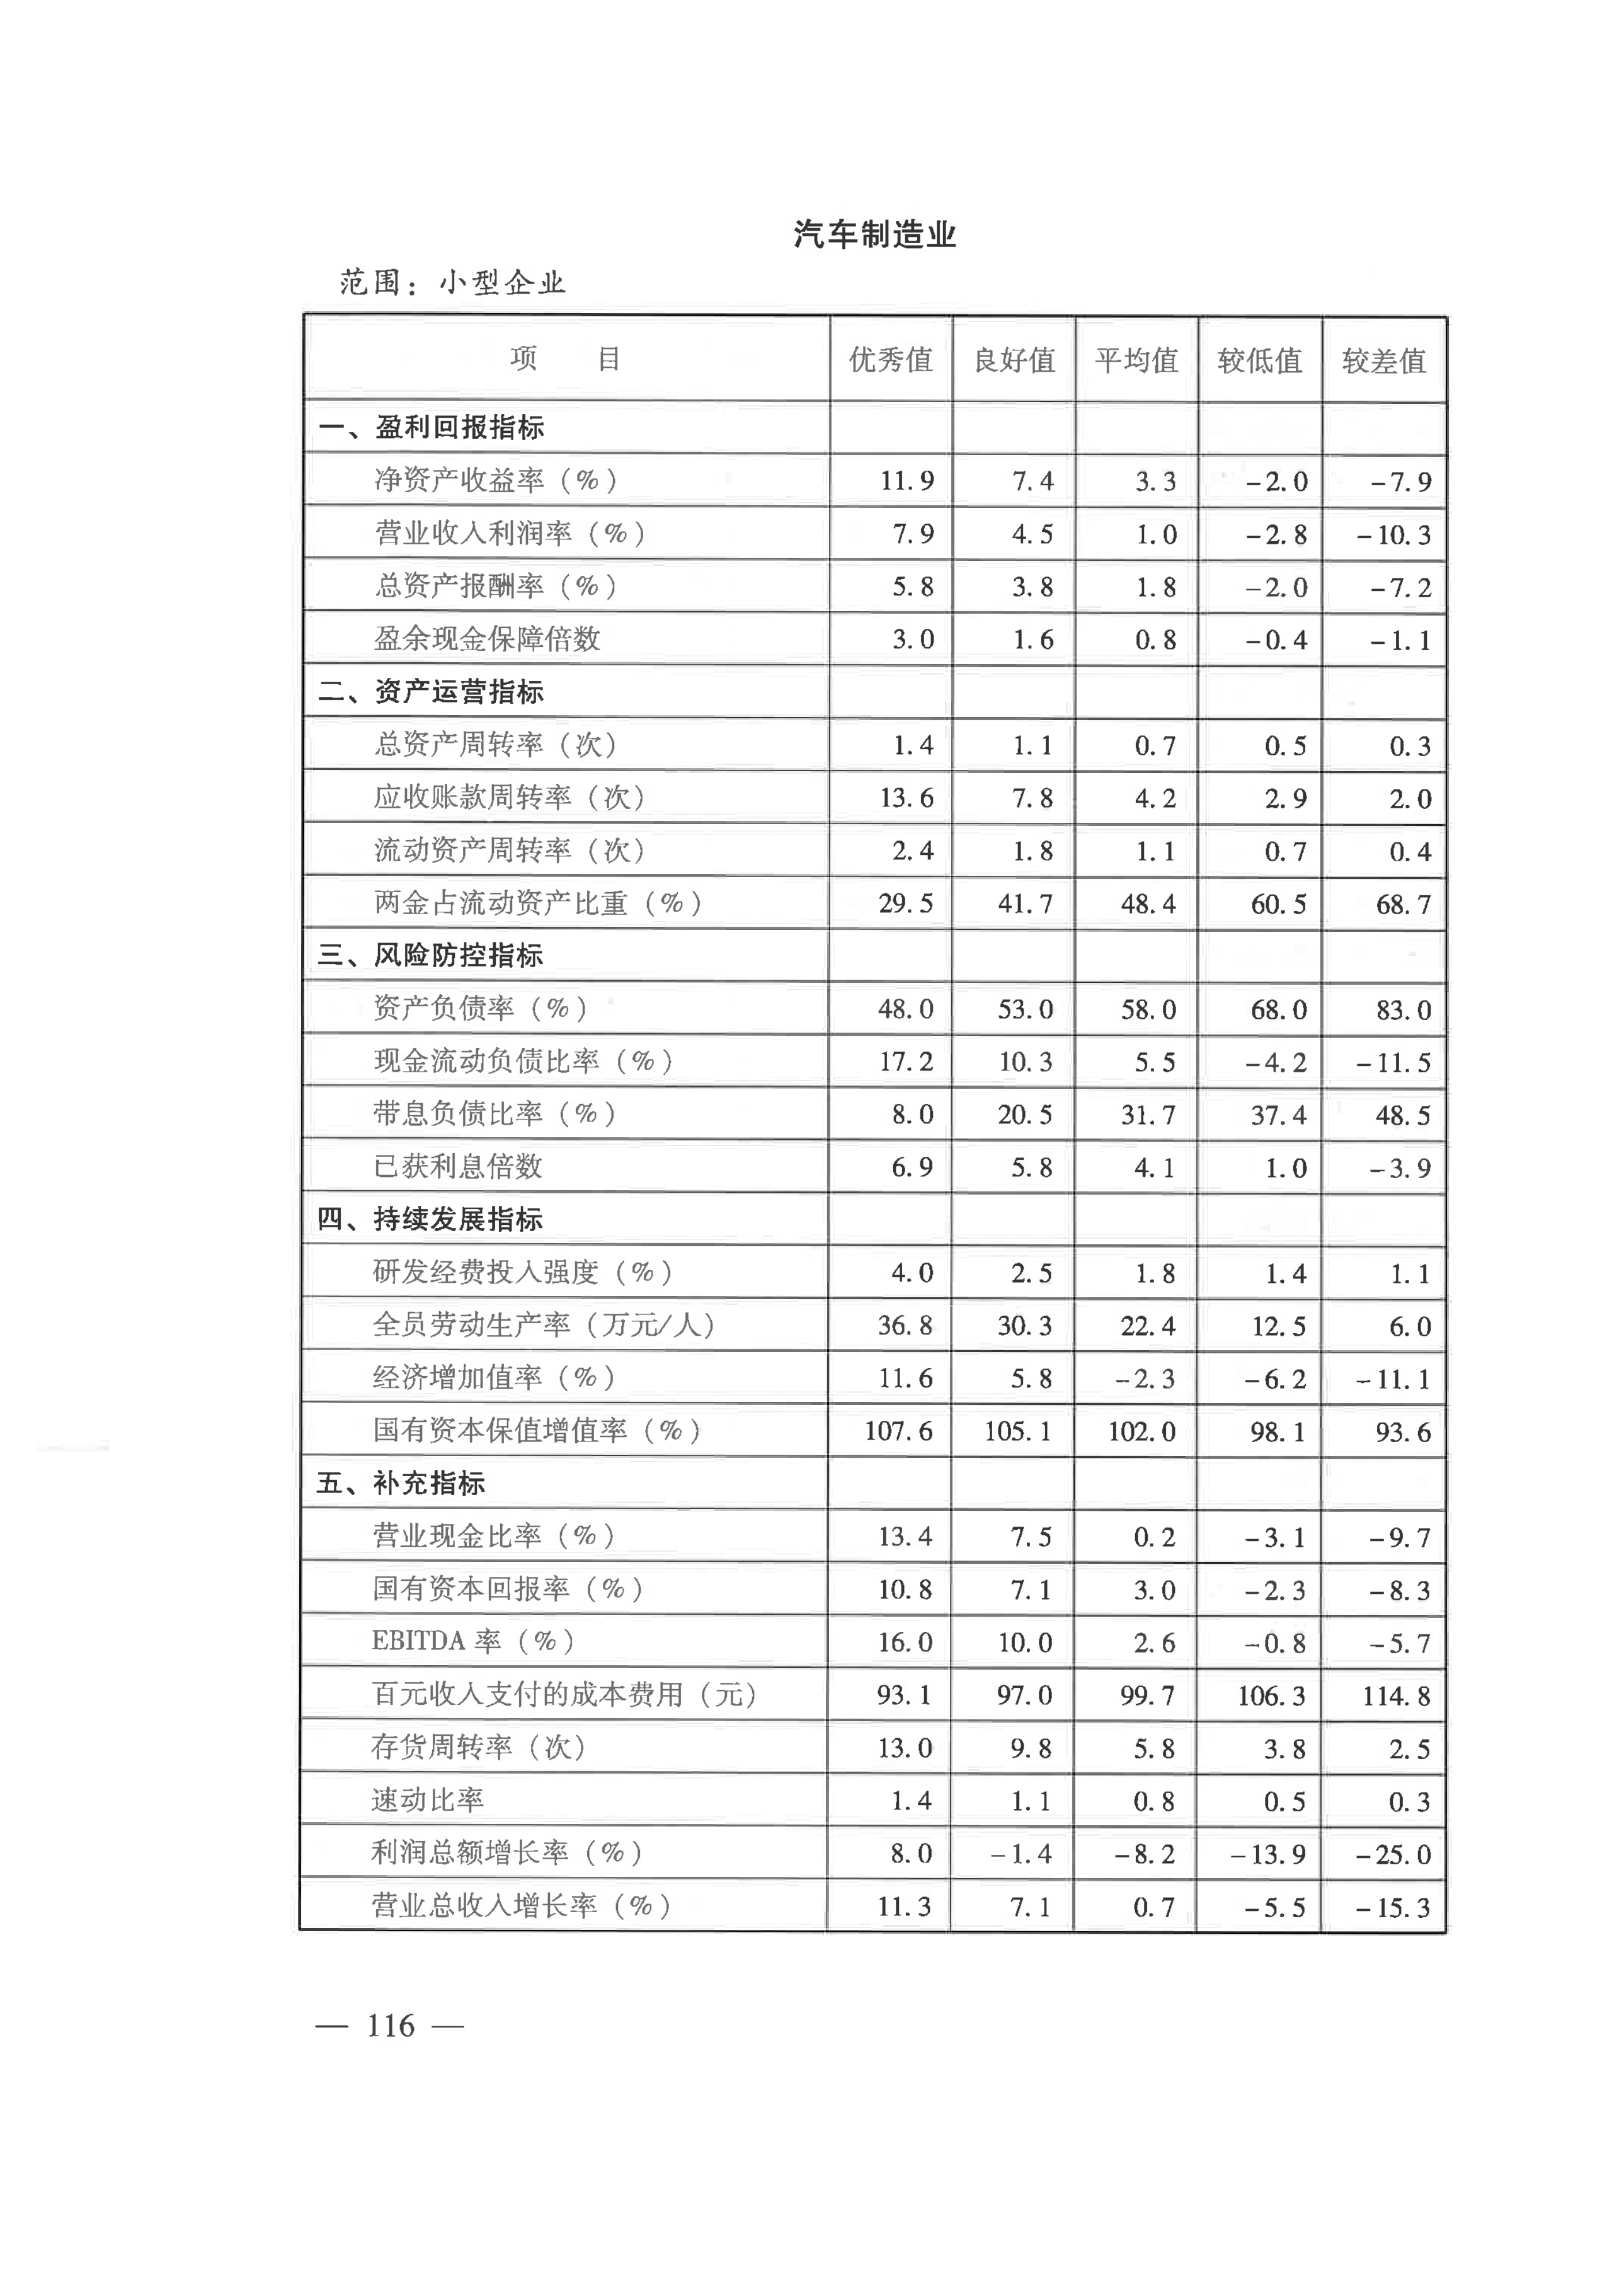 汽车制造业
范围：小型企业
项 目 优秀值 良好值 平均值 较低值 较差值
一、盈利回报指标
净资产收益率（%） 11.9 7.4 3.3 -2.0 -7.9
营业收入利润率（%） 7.9 4.5 1.0 -2.8 -10.3
总资产报酬率（%） 5.8 3.8 1.8 -2.0 -7.2
盈余现金保障倍数 3.0 1.6 0.8 -0.4 -1.1
二、资产运营指标
总资产周转率（次） 1.4 1.1 0.7 0.5 0.3
应收账款周转率（次） 13.6 7.8 4.2 2.9 2.0
流动资产周转率（次） 2.4 1.8 1.1 0.7 0.4
两金占流动资产比重（%） 29.5 41.7 48.4 60.5 68.7
三、风险防控指标
资产负债率（%） 48.0 53.0 58.0 68.0 83.0
现金流动负债比率（%） 17.2 10.3 5.5 -4.2 -11.5
带息负债比率（%） 8.0 20.5 31.7 37.4 48.5
已获利息倍数 6.9 5.8 4.1 1.0 -3.9
四、持续发展指标
研发经费投入强度（%） 4.0 2.5 1.8 1.4 1.1
全员劳动生产率（万元/人） 36.8 30.3 22.4 12.5 6.0
经济增加值率（%） 11.6 5.8 -2.3 -6.2 -11.1
国有资本保值增值率（%） 107.6 105.1 102.0 98.1 93.6
五、补充指标
营业现金比率（%） 13.4 7.5 0.2 -3.1 -9.7
国有资本回报率（%） 10.8 7.1 3.0 -2.3 -8.3
EBITDA 率（%） 16.0 10.0 2.6 -0.8 -5.7
百元收入支付的成本费用（元） 93.1 97.0 99.7 106.3 114.8
存货周转率（次） 13.0 9.8 5.8 3.8 2.5
速动比率 1.4 1.1 0.8 0.5 0.3
利润总额增长率（%） 8.0 -1.4 -8.2 -13.9 -25.0
营业总收入增长率（%） 11.3 7.1 0.7 -5.5 -15.3
— 116 —